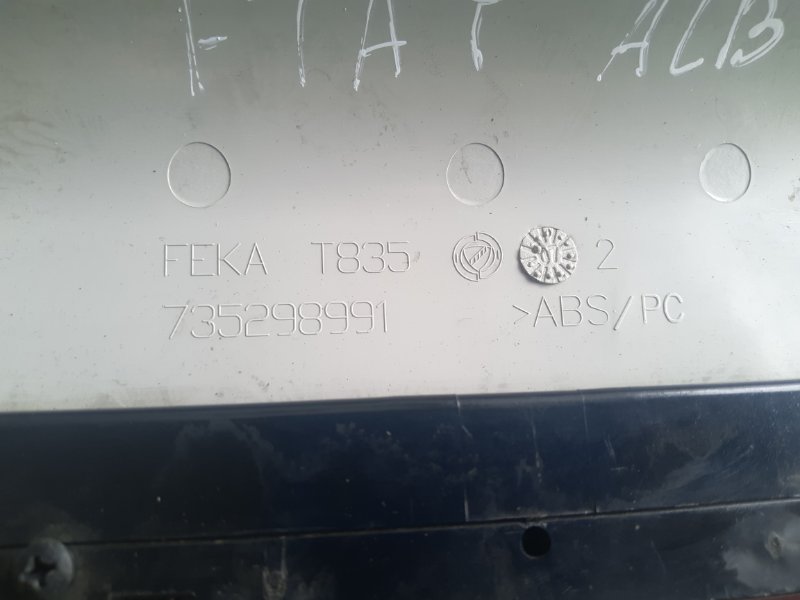 FIAT ALB
FEKA T835 2
735298991 >ABS/PC